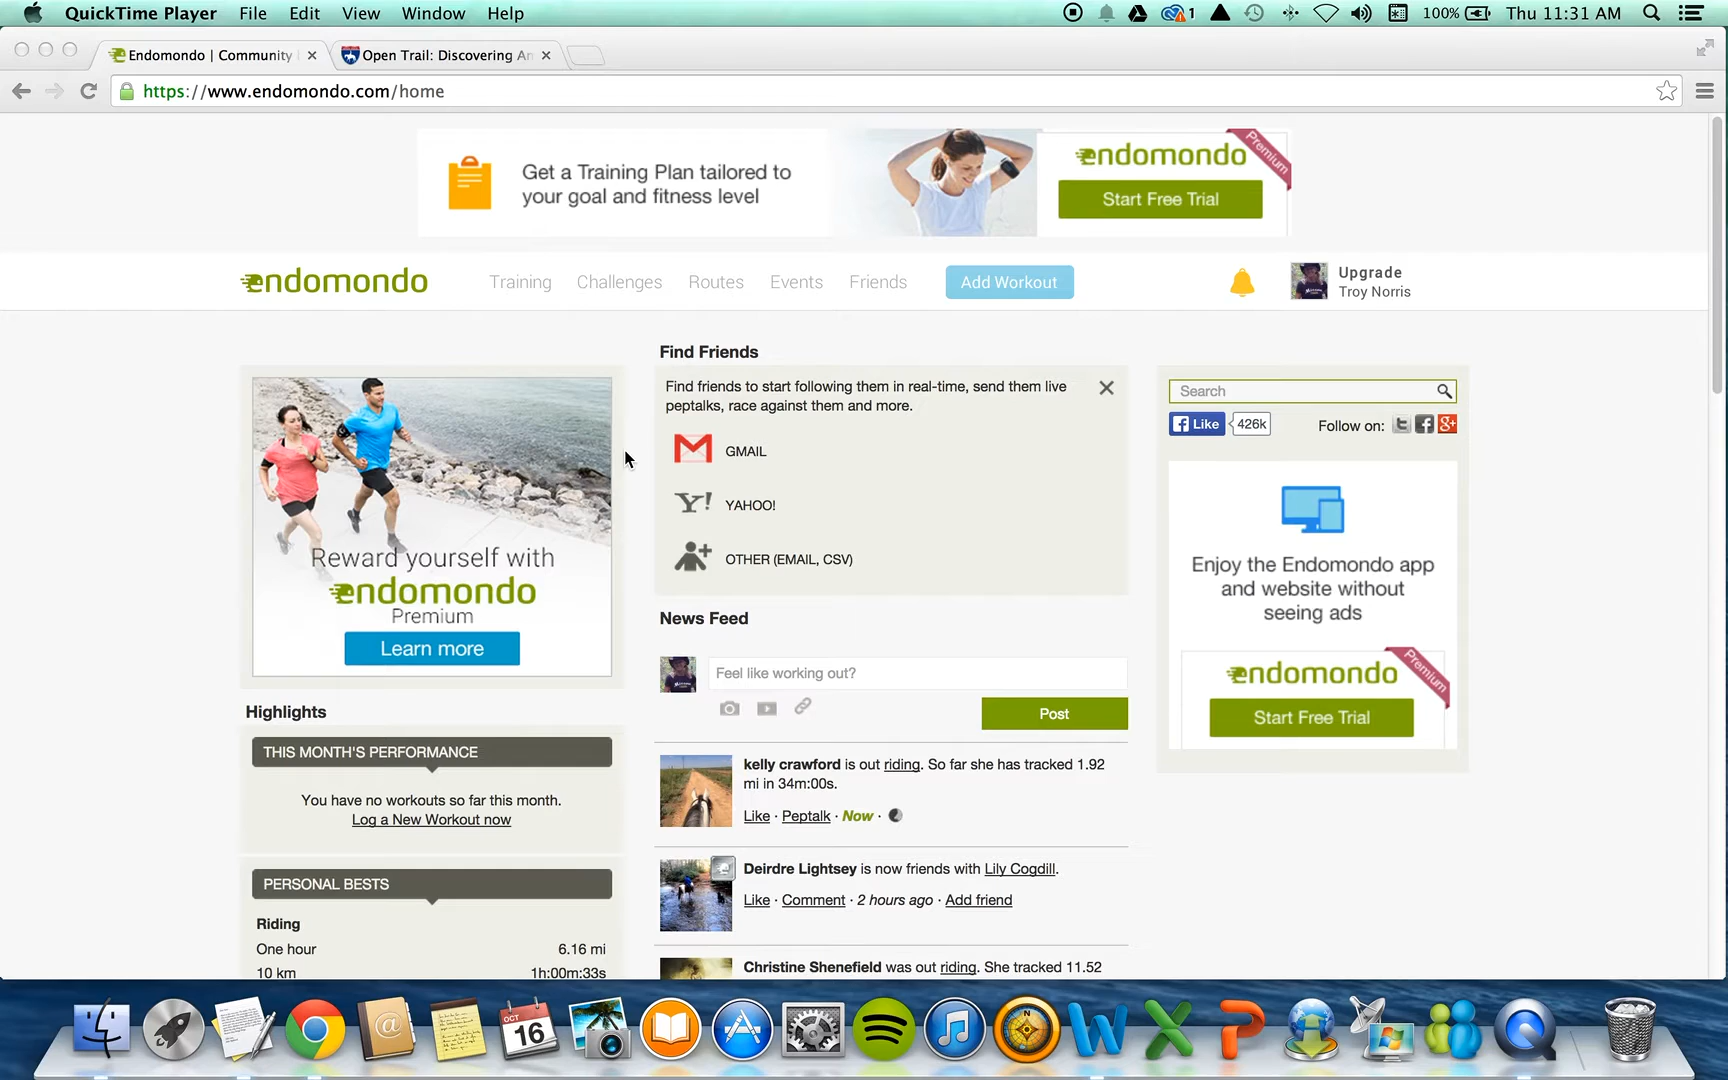 QuickTime Player File Edit View Window Help 1 100% Thu 11:31 AM
Endomondo | Community Open Trail: Discovering An
https://www.endomondo.com/home
Get a Training Plan tailored to
your goal and fitness level
endomondo
Premium
Start Free Trial
endomondo Training Challenges Routes Events Friends Add Workout
Upgrade
Troy Norris
Reward yourself with
endomondo
Premium
Learn more
Highlights
THIS MONTH'S PERFORMANCE
You have no workouts so far this month.
Log a New Workout now
PERSONAL BESTS
Riding
One hour 6.16 mi
10 km 1h:00m:33s
Find Friends
Find friends to start following them in real-time, send them live
peptalks, race against them and more.
GMAIL
YAHOO!
OTHER (EMAIL, CSV)
News Feed
Feel like working out?
Post
kelly crawford is out riding. So far she has tracked 1.92
mi in 34m:00s.
Like · Peptalk · Now ·
Deirdre Lightsey is now friends with Lily Cogdill.
Like · Comment · 2 hours ago · Add friend
Christine Shenefield was out riding. She tracked 11.52
Search
Like 426k Follow on:
Enjoy the Endomondo app
and website without
seeing ads
endomondo
Premium
Start Free Trial
OCT
16